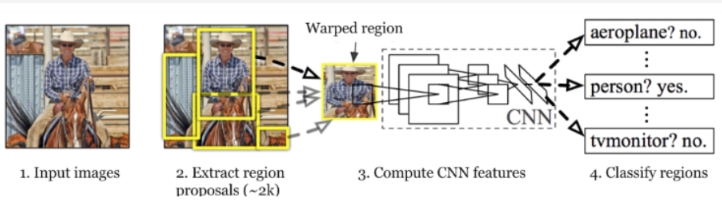 Warped region
aeroplane? no.
person? yes.
CNN
tvmonitor? no.
1. Input images
2. Extract region
proposals (~2k)
3. Compute CNN features
4. Classify regions